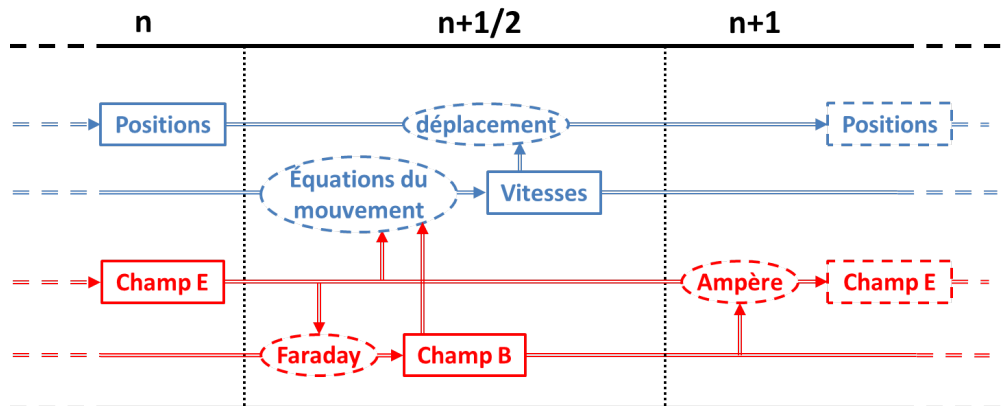 n n+1/2 n+1
Positions déplacement Positions
Équations du
mouvement
Vitesses
Champ E Ampère Champ E
Faraday Champ B